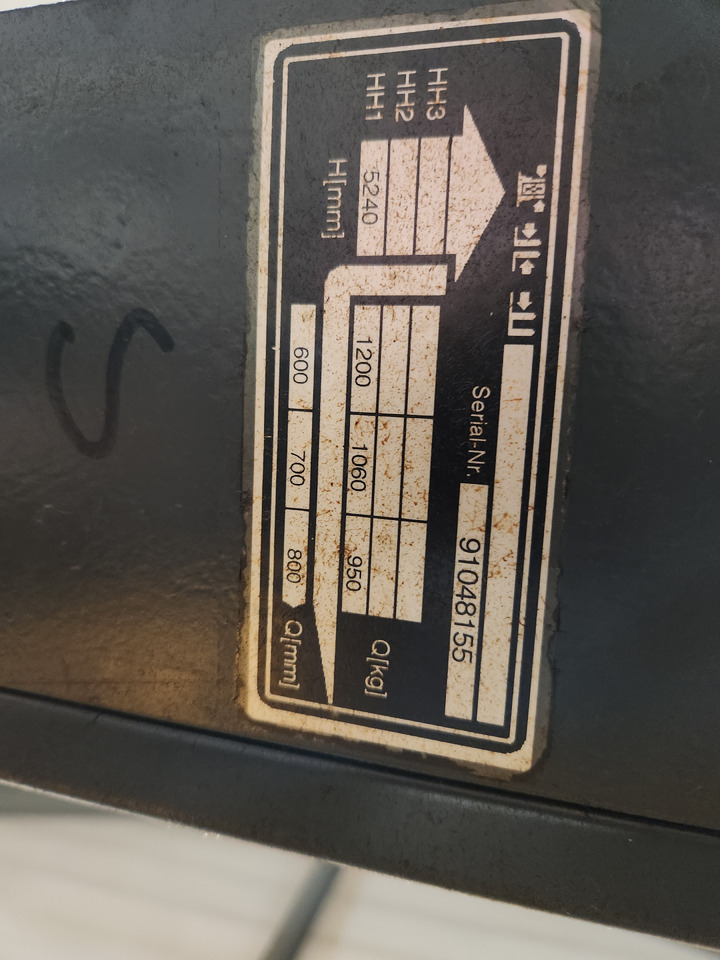 Serial-Nr. 91048155
HH3
HH2
HH1 5240 1200 1060 950 Q[kg]
H[mm]
600 700 800 Q[mm]
S